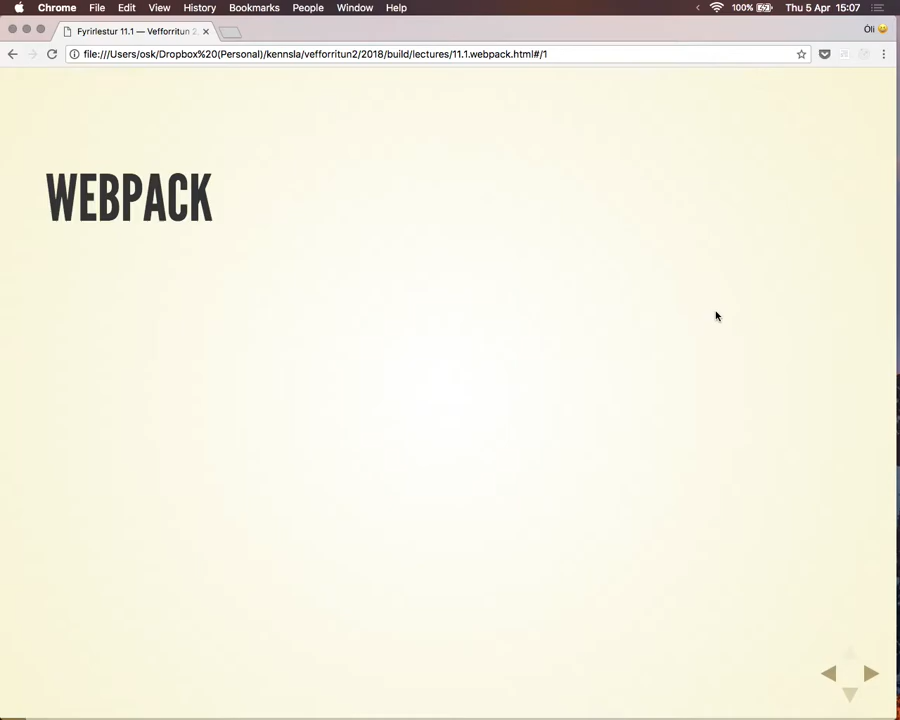 Chrome File Edit View History Bookmarks People Window Help 100% Thu 5 Apr 15:07
Fyrirlestur 11.1 — Vefforritun 2, Óli
file:///Users/osk/Dropbox%20(Personal)/kennsla/vefforritun2/2018/build/lectures/11.1.webpack.html#/1
WEBPACK